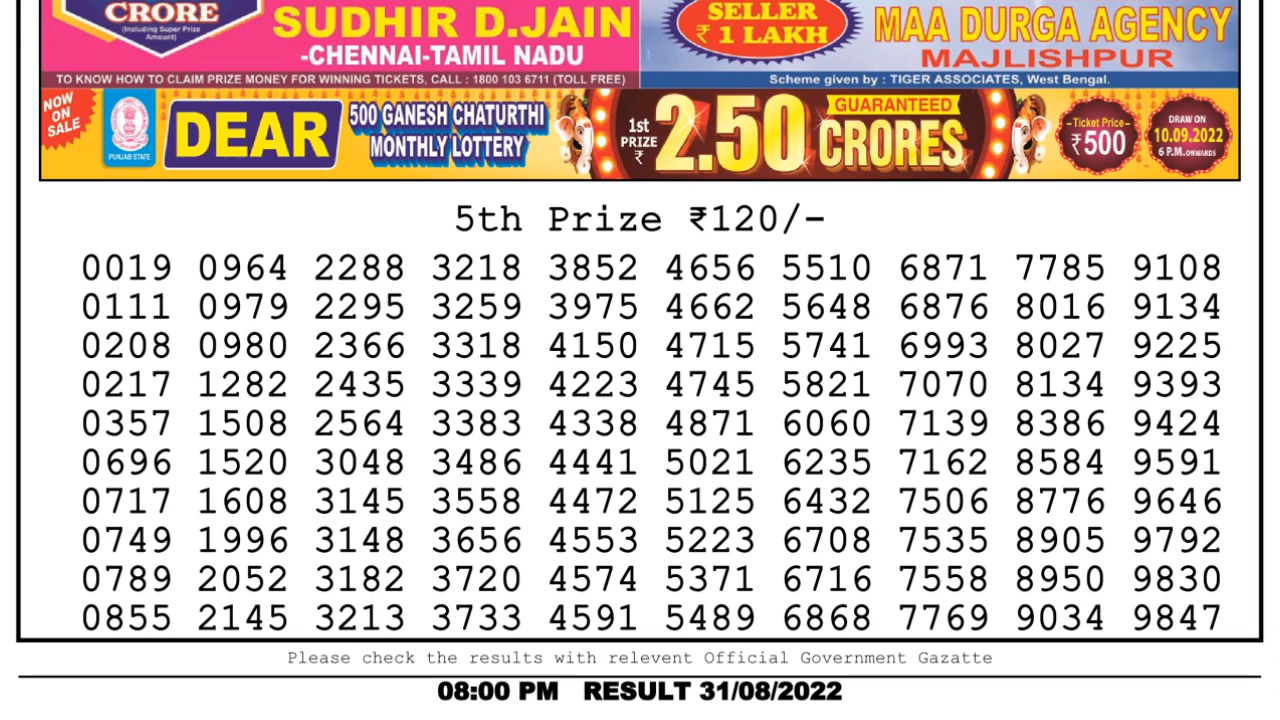 CRORE
(Including Super Prize
Amount)
SUDHIR D.JAIN
-CHENNAI-TAMIL NADU
TO KNOW HOW TO CLAIM PRIZE MONEY FOR WINNING TICKETS, CALL : 1800 103 6711 (TOLL FREE)
SELLER
₹ 1 LAKH
MAA DURGA AGENCY
MAJLISHPUR
Scheme given by : TIGER ASSOCIATES, West Bengal.
NOW
ON
SALE
PUNJAB STATE
DEAR
500 GANESH CHATURTHI
MONTHLY LOTTERY
1st
PRIZE
₹
2.50
GUARANTEED
CRORES
-Ticket Price-
₹500
DRAW ON
10.09.2022
6 P.M. ONWARDS
5th Prize ₹120/-
0019 0964 2288 3218 3852 4656 5510 6871 7785 9108
0111 0979 2295 3259 3975 4662 5648 6876 8016 9134
0208 0980 2366 3318 4150 4715 5741 6993 8027 9225
0217 1282 2435 3339 4223 4745 5821 7070 8134 9393
0357 1508 2564 3383 4338 4871 6060 7139 8386 9424
0696 1520 3048 3486 4441 5021 6235 7162 8584 9591
0717 1608 3145 3558 4472 5125 6432 7506 8776 9646
0749 1996 3148 3656 4553 5223 6708 7535 8905 9792
0789 2052 3182 3720 4574 5371 6716 7558 8950 9830
0855 2145 3213 3733 4591 5489 6868 7769 9034 9847
Please check the results with relevent Official Government Gazatte
08:00 PM RESULT 31/08/2022